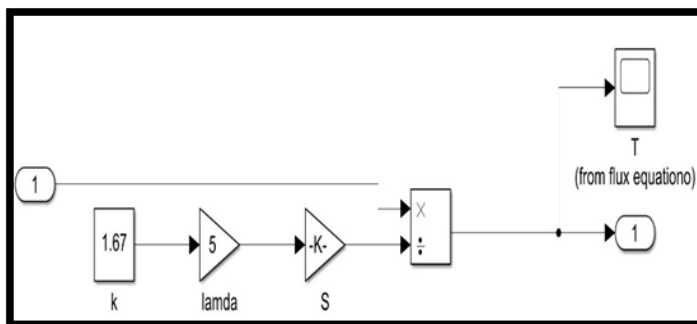 T
(from flux equationo)
1
×
÷
1
1.67
5
-K-
k
lamda
S